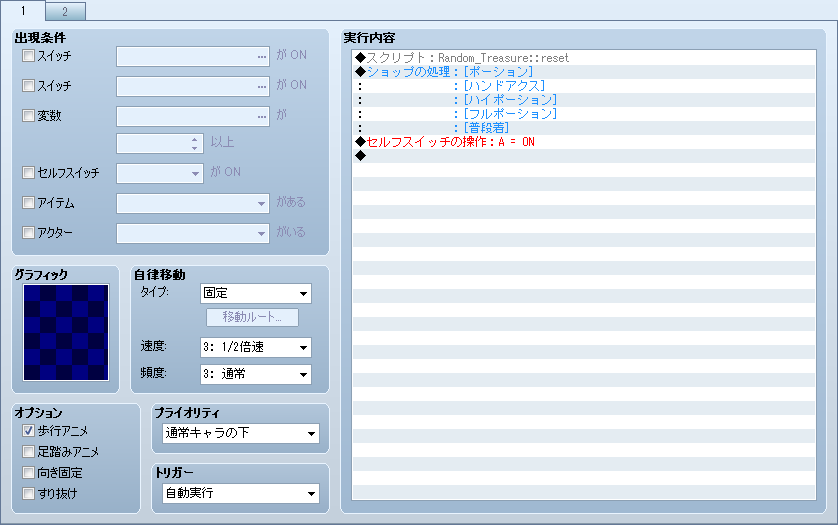 1
2
出現条件
スイッチ ... が ON
スイッチ ... が ON
変数 ... が
以上
セルフスイッチ が ON
アイテム がある
アクター がいる
グラフィック
自律移動
タイプ: 固定
移動ルート...
速度: 3: 1/2倍速
頻度: 3: 通常
オプション
歩行アニメ
足踏みアニメ
向き固定
すり抜け
プライオリティ
通常キャラの下
トリガー
自動実行
実行内容
◆スクリプト：Random_Treasure::reset
◆ショップの処理：[ポーション]
：　　　　　　　：[ハンドアクス]
：　　　　　　　：[ハイポーション]
：　　　　　　　：[フルポーション]
：　　　　　　　：[普段着]
◆セルフスイッチの操作：A = ON
◆